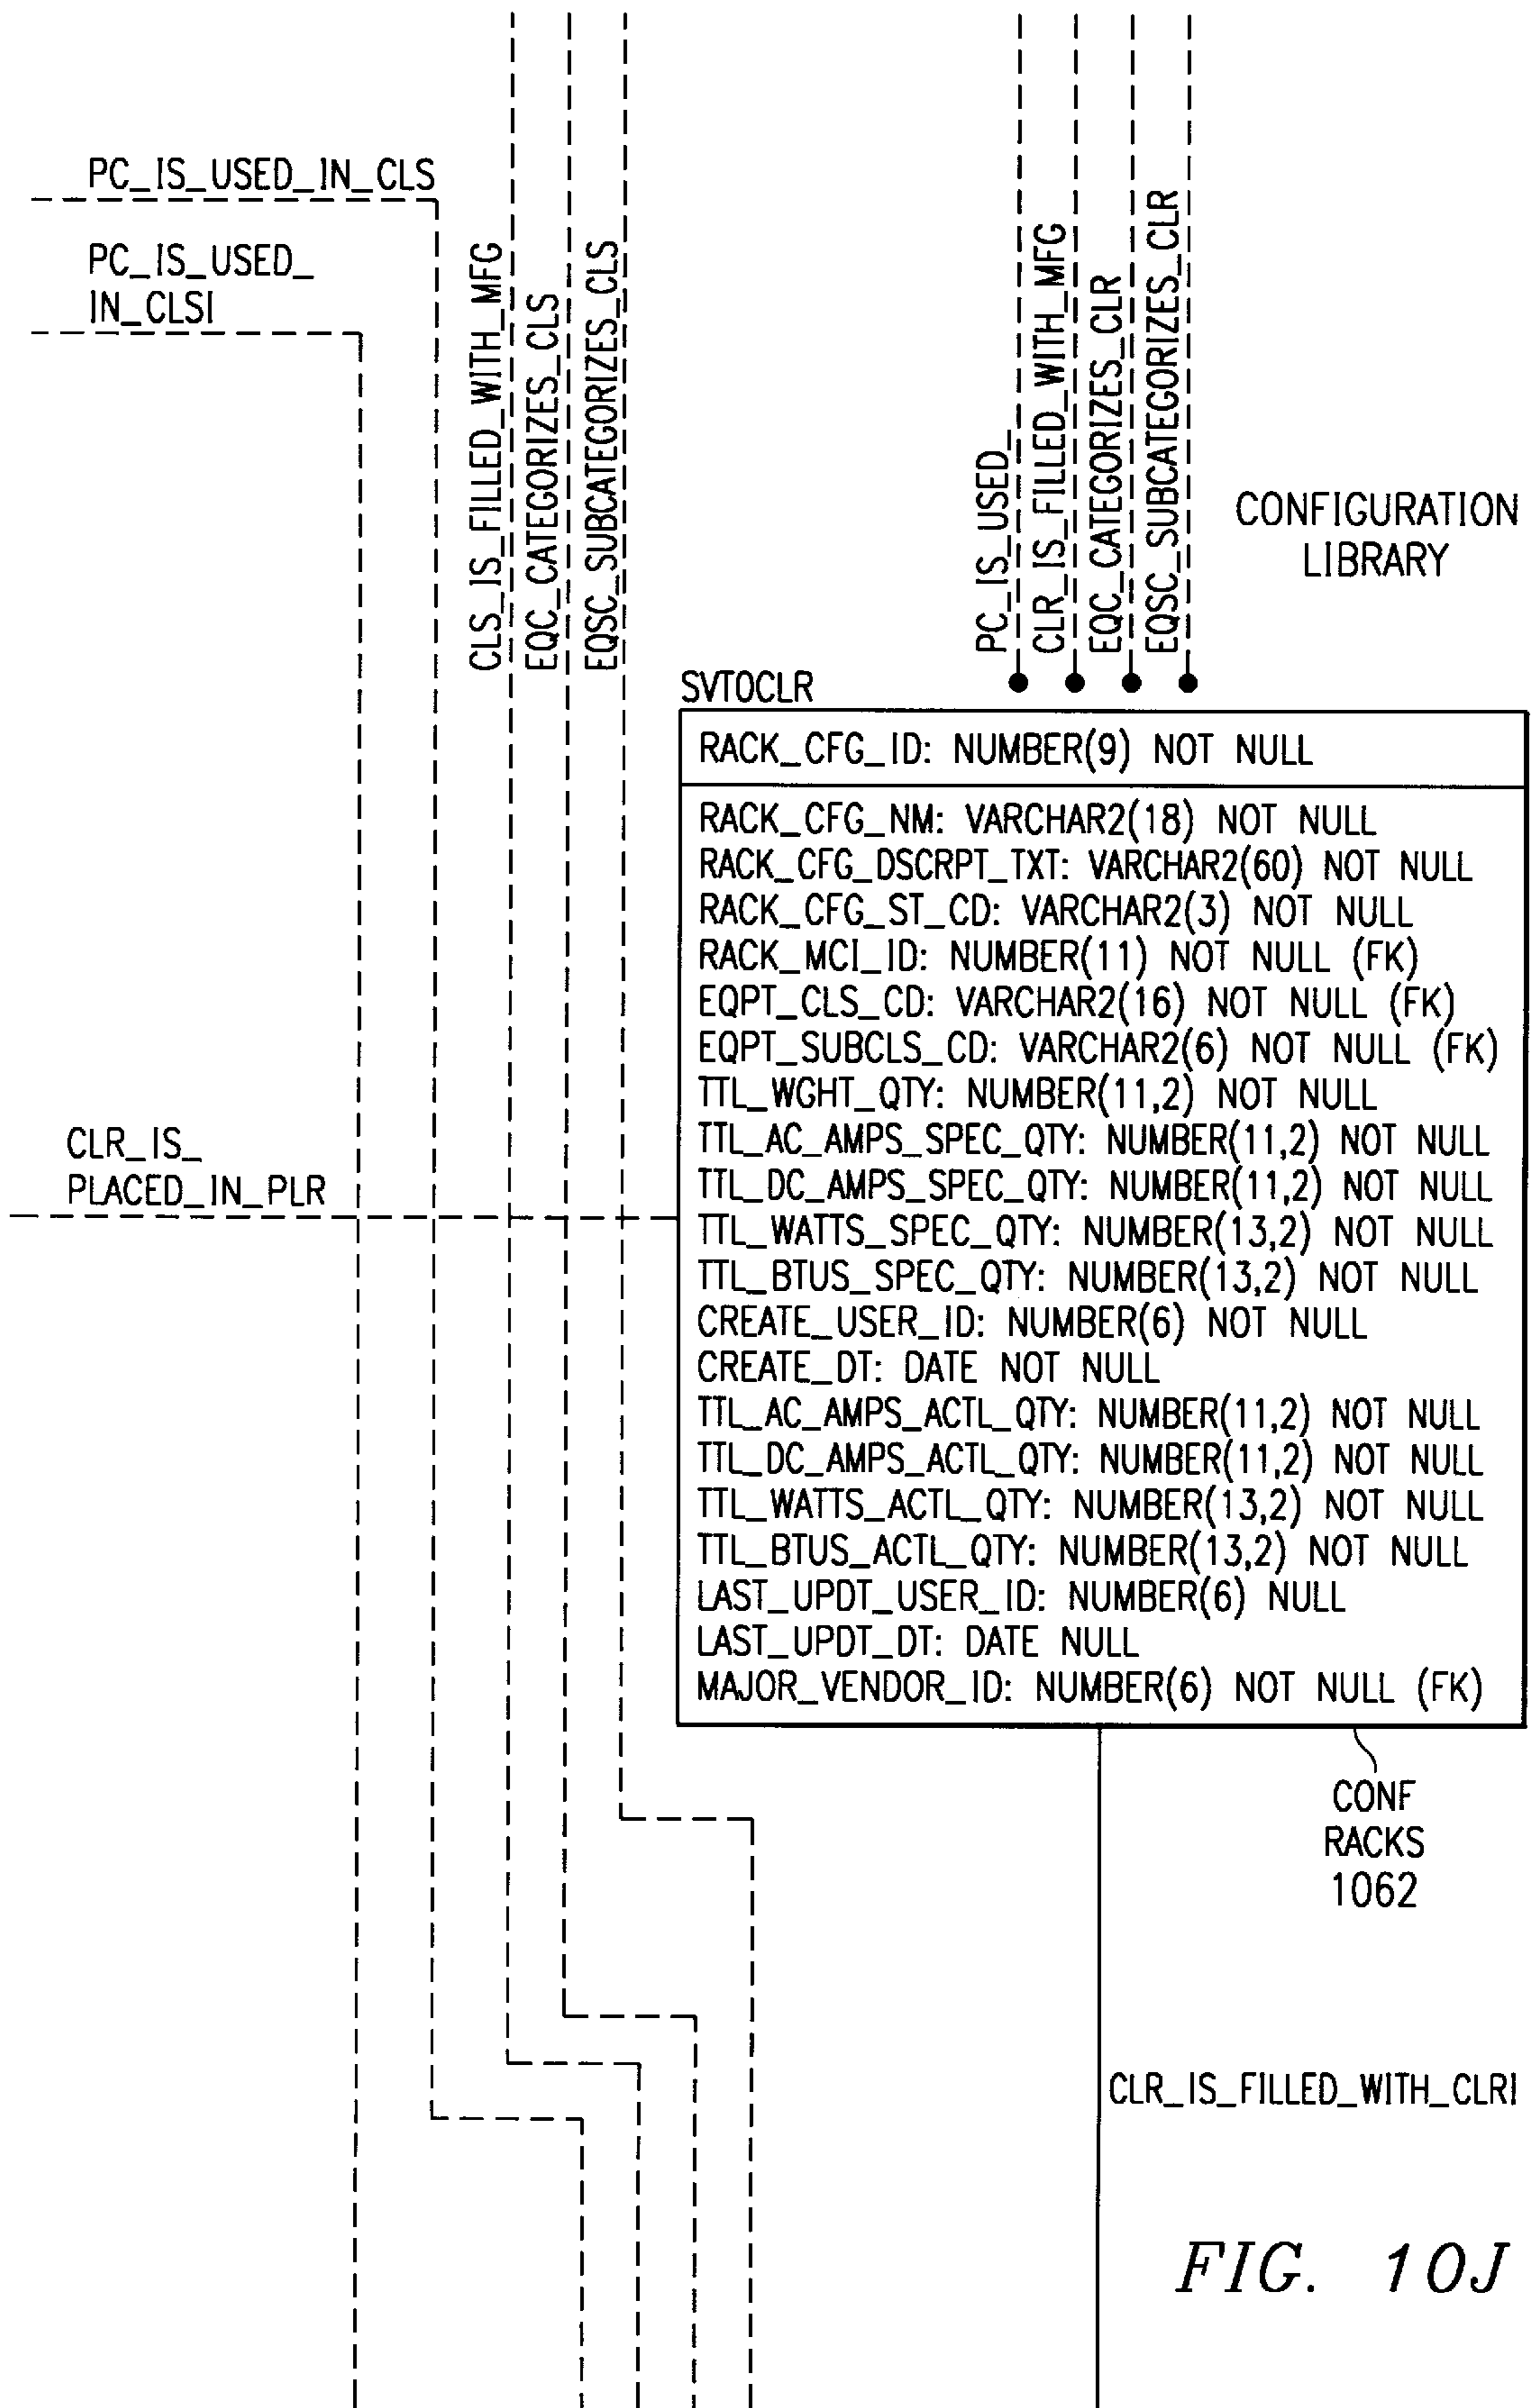 PC_IS_USED_IN_CLS
PC_IS_USED_
IN_CLSI
CLS_IS_FILLED_WITH_MFG
EQC_CATEGORIZES_CLS
EQSC_SUBCATEGORIZES_CLS
PC_IS_USED_
CLR_IS_FILLED_WITH_MFG
EQC_CATEGORIZES_CLR
EQSC_SUBCATEGORIZES_CLR
CONFIGURATION
LIBRARY
SVTOCLR
RACK_CFG_ID: NUMBER(9) NOT NULL
RACK_CFG_NM: VARCHAR2(18) NOT NULL
RACK_CFG_DSCRPT_TXT: VARCHAR2(60) NOT NULL
RACK_CFG_ST_CD: VARCHAR2(3) NOT NULL
RACK_MCI_ID: NUMBER(11) NOT NULL (FK)
EQPT_CLS_CD: VARCHAR2(16) NOT NULL (FK)
EQPT_SUBCLS_CD: VARCHAR2(6) NOT NULL (FK)
TTL_WGHT_QTY: NUMBER(11,2) NOT NULL
TTL_AC_AMPS_SPEC_QTY: NUMBER(11,2) NOT NULL
TTL_DC_AMPS_SPEC_QTY: NUMBER(11,2) NOT NULL
TTL_WATTS_SPEC_QTY: NUMBER(13,2) NOT NULL
TTL_BTUS_SPEC_QTY: NUMBER(13,2) NOT NULL
CREATE_USER_ID: NUMBER(6) NOT NULL
CREATE_DT: DATE NOT NULL
TTL_AC_AMPS_ACTL_QTY: NUMBER(11,2) NOT NULL
TTL_DC_AMPS_ACTL_QTY: NUMBER(11,2) NOT NULL
TTL_WATTS_ACTL_QTY: NUMBER(13,2) NOT NULL
TTL_BTUS_ACTL_QTY: NUMBER(13,2) NOT NULL
LAST_UPDT_USER_ID: NUMBER(6) NULL
LAST_UPDT_DT: DATE NULL
MAJOR_VENDOR_ID: NUMBER(6) NOT NULL (FK)
CLR_IS_
PLACED_IN_PLR
CONF
RACKS
1062
CLR_IS_FILLED_WITH_CLRI
FIG. 10J